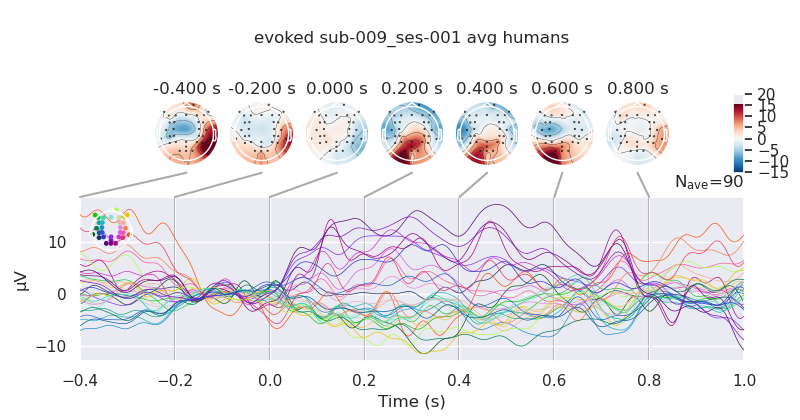 evoked sub-009_ses-001 avg humans
-0.400 s -0.200 s 0.000 s 0.200 s 0.400 s 0.600 s 0.800 s
20
15
10
5
0
−5
−10
−15
Nave=90
10
0
−10
µV
−0.4 −0.2 0.0 0.2 0.4 0.6 0.8 1.0
Time (s)